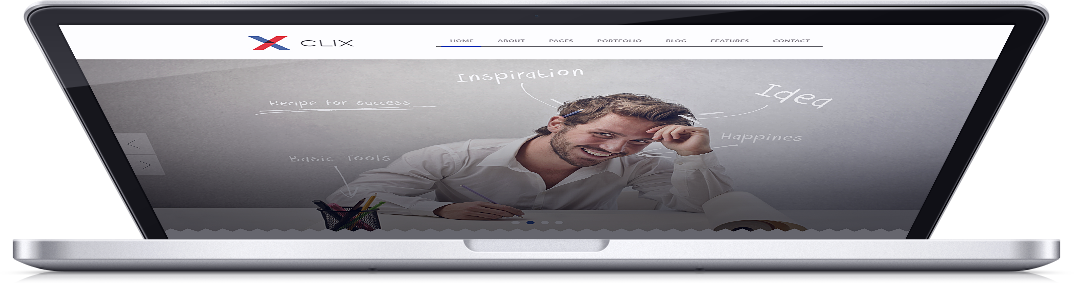 CLIX
HOME ABOUT PAGES PORTFOLIO BLOG FEATURES CONTACT
Inspiration
Idea
Recipe for success
Happines
Basic Tools